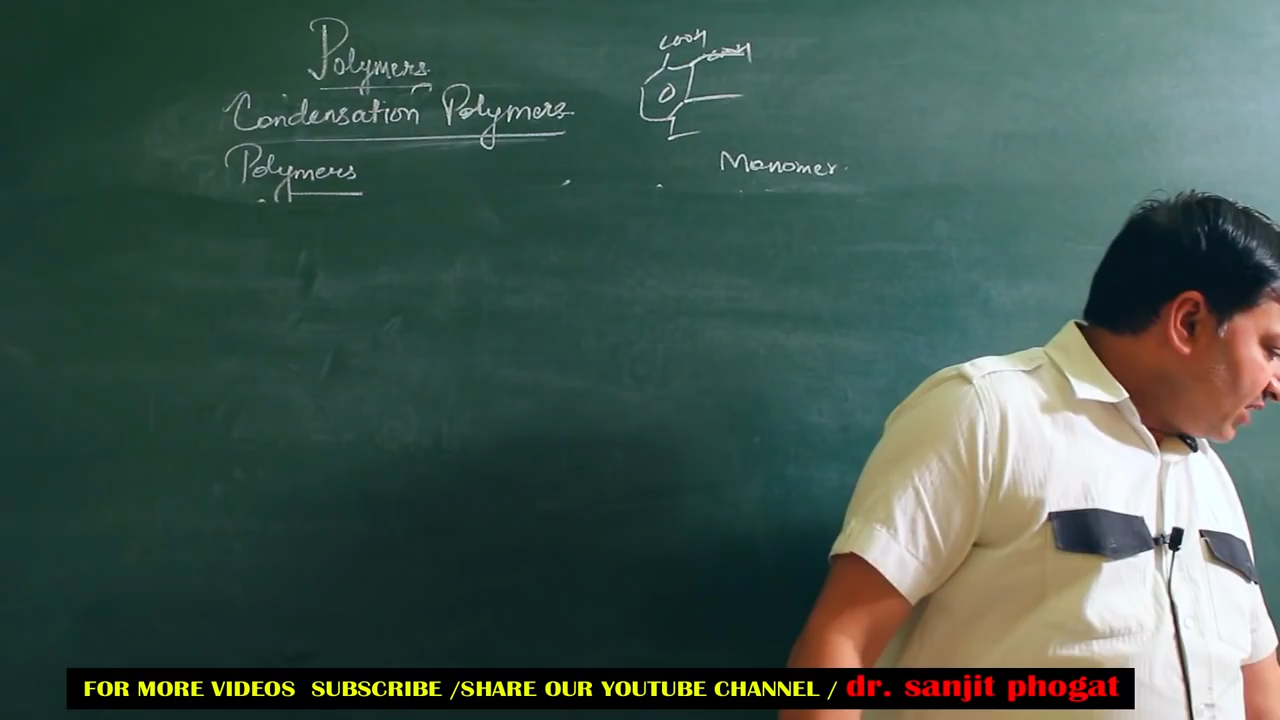 Polymers
Condensation Polymers
COOH
COOH
Polymers
Monomer
FOR MORE VIDEOS SUBSCRIBE /SHARE OUR YOUTUBE CHANNEL / dr. sanjit phogat